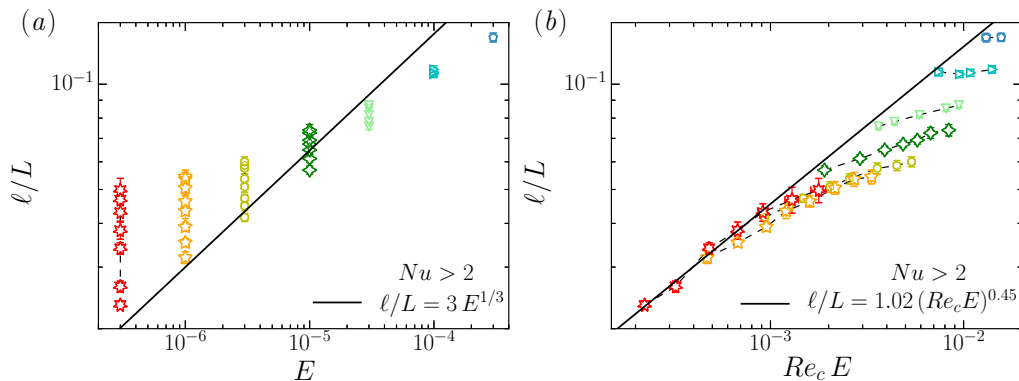 (a)
ℓ/L
10⁻¹
Nu > 2
ℓ/L = 3 E^{1/3}
10⁻⁶ 10⁻⁵ 10⁻⁴
E
(b)
ℓ/L
10⁻¹
Nu > 2
ℓ/L = 1.02 (Re_c E)^{0.45}
10⁻³ 10⁻²
Re_c E